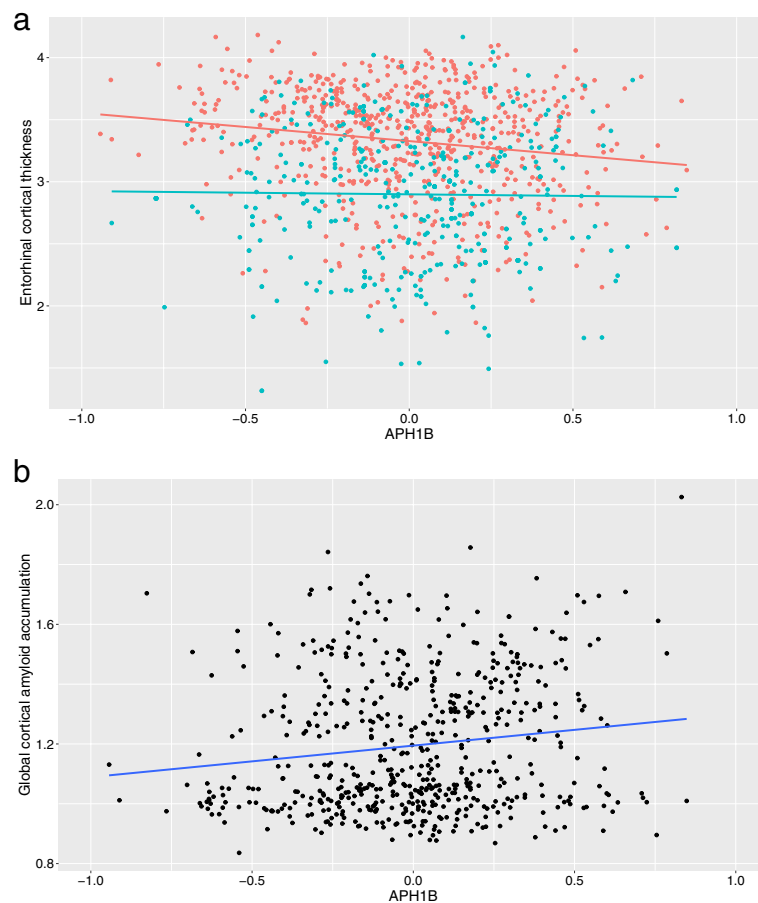 a
4
3
2
Entorhinal cortical thickness
−1.0 −0.5 0.0 0.5 1.0
APH1B
b
2.0
1.6
1.2
0.8
Global cortical amyloid accumulation
−1.0 −0.5 0.0 0.5 1.0
APH1B